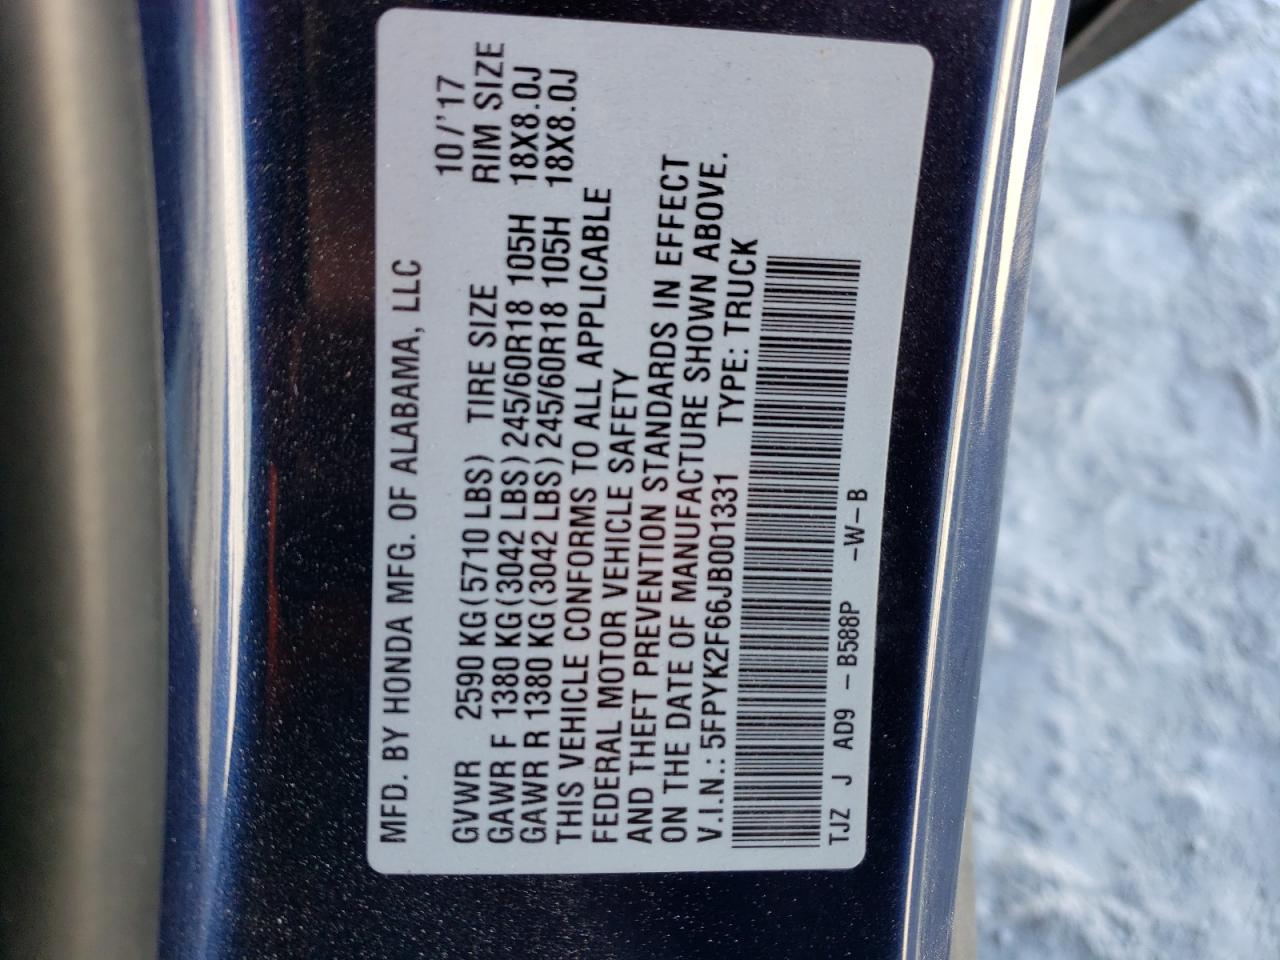 MFD. BY HONDA MFG. OF ALABAMA, LLC 10/'17
GVWR 2590 KG (5710 LBS) TIRE SIZE RIM SIZE
GAWR F 1380 KG (3042 LBS) 245/60R18 105H 18X8.0J
GAWR R 1380 KG (3042 LBS) 245/60R18 105H 18X8.0J
THIS VEHICLE CONFORMS TO ALL APPLICABLE
FEDERAL MOTOR VEHICLE SAFETY
AND THEFT PREVENTION STANDARDS IN EFFECT
ON THE DATE OF MANUFACTURE SHOWN ABOVE.
V.I.N.: 5FPYK2F66JB001331 TYPE: TRUCK
TJZ J AD9 - B588P -W-B